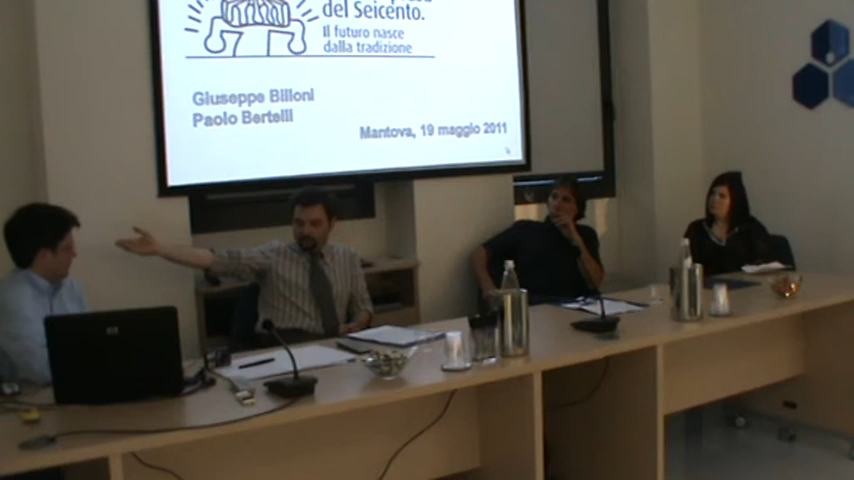 del Seicento.
Il futuro nasce
dalla tradizione
Giuseppe Billoni
Paolo Bertelli
Mantova, 19 maggio 2011